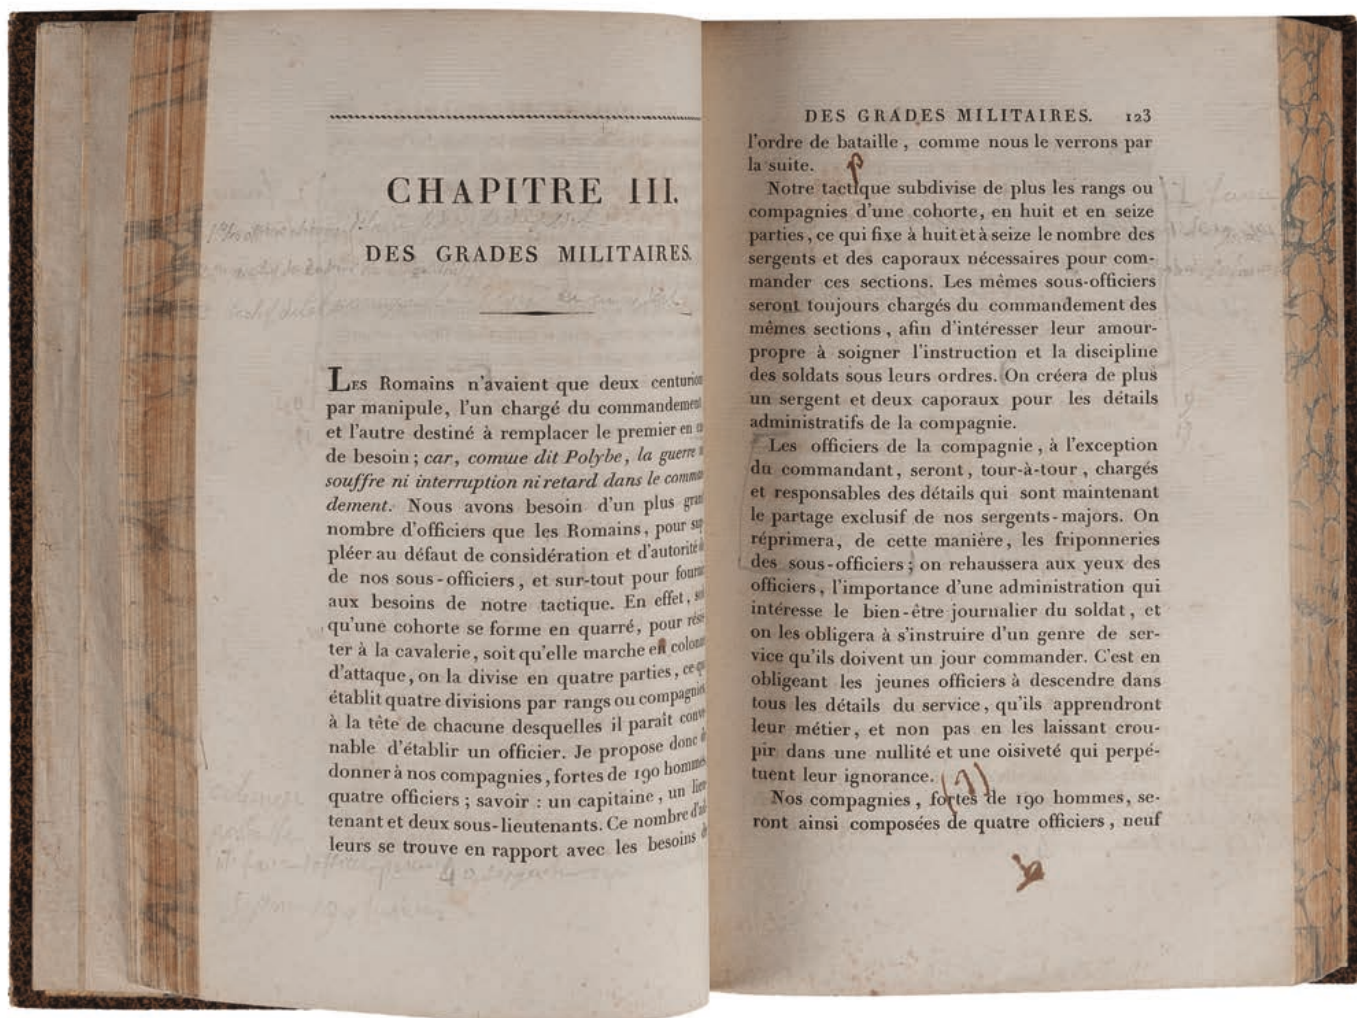 CHAPITRE III.
DES GRADES MILITAIRES.
LES Romains n'avaient que deux centurion
par manipule, l'un chargé du commandement
et l'autre destiné à remplacer le premier en
de besoin ; car, comme dit Polybe, la guerre
souffre ni interruption ni retard dans le comman
dement. Nous avons besoin d'un plus gran
nombre d'officiers que les Romains, pour sup
pléer au défaut de considération et d'autorité
de nos sous-officiers, et sur-tout pour fournir
aux besoins de notre tactique. En effet, soi
qu'une cohorte se forme en quarré, pour résis
ter à la cavalerie, soit qu'elle marche en colonn
d'attaque, on la divise en quatre parties, ce qu
établit quatre divisions par rangs ou compagnies
à la tête de chacune desquelles il paraît conve
nable d'établir un officier. Je propose donc d
donner à nos compagnies, fortes de 190 hommes
quatre officiers ; savoir : un capitaine, un lieu
tenant et deux sous-lieutenants. Ce nombre d'ail
leurs se trouve en rapport avec les besoins d
DES GRADES MILITAIRES. 123
l'ordre de bataille, comme nous le verrons par
la suite.
Notre tactique subdivise de plus les rangs ou
compagnies d'une cohorte, en huit et en seize
parties, ce qui fixe à huit et à seize le nombre des
sergents et des caporaux nécessaires pour com-
mander ces sections. Les mêmes sous-officiers
seront toujours chargés du commandement des
mêmes sections, afin d'intéresser leur amour-
propre à soigner l'instruction et la discipline
des soldats sous leurs ordres. On créera de plus
un sergent et deux caporaux pour les détails
administratifs de la compagnie.
Les officiers de la compagnie, à l'exception
du commandant, seront, tour-à-tour, chargés
et responsables des détails qui sont maintenant
le partage exclusif de nos sergents-majors. On
réprimera, de cette manière, les friponneries
des sous-officiers ; on rehaussera aux yeux des
officiers, l'importance d'une administration qui
intéresse le bien-être journalier du soldat, et
on les obligera à s'instruire d'un genre de ser-
vice qu'ils doivent un jour commander. C'est en
obligeant les jeunes officiers à descendre dans
tous les détails du service, qu'ils apprendront
leur métier, et non pas en les laissant crou-
pir dans une nullité et une oisiveté qui perpé-
tuent leur ignorance.
Nos compagnies, fortes de 190 hommes, se-
ront ainsi composées de quatre officiers, neuf